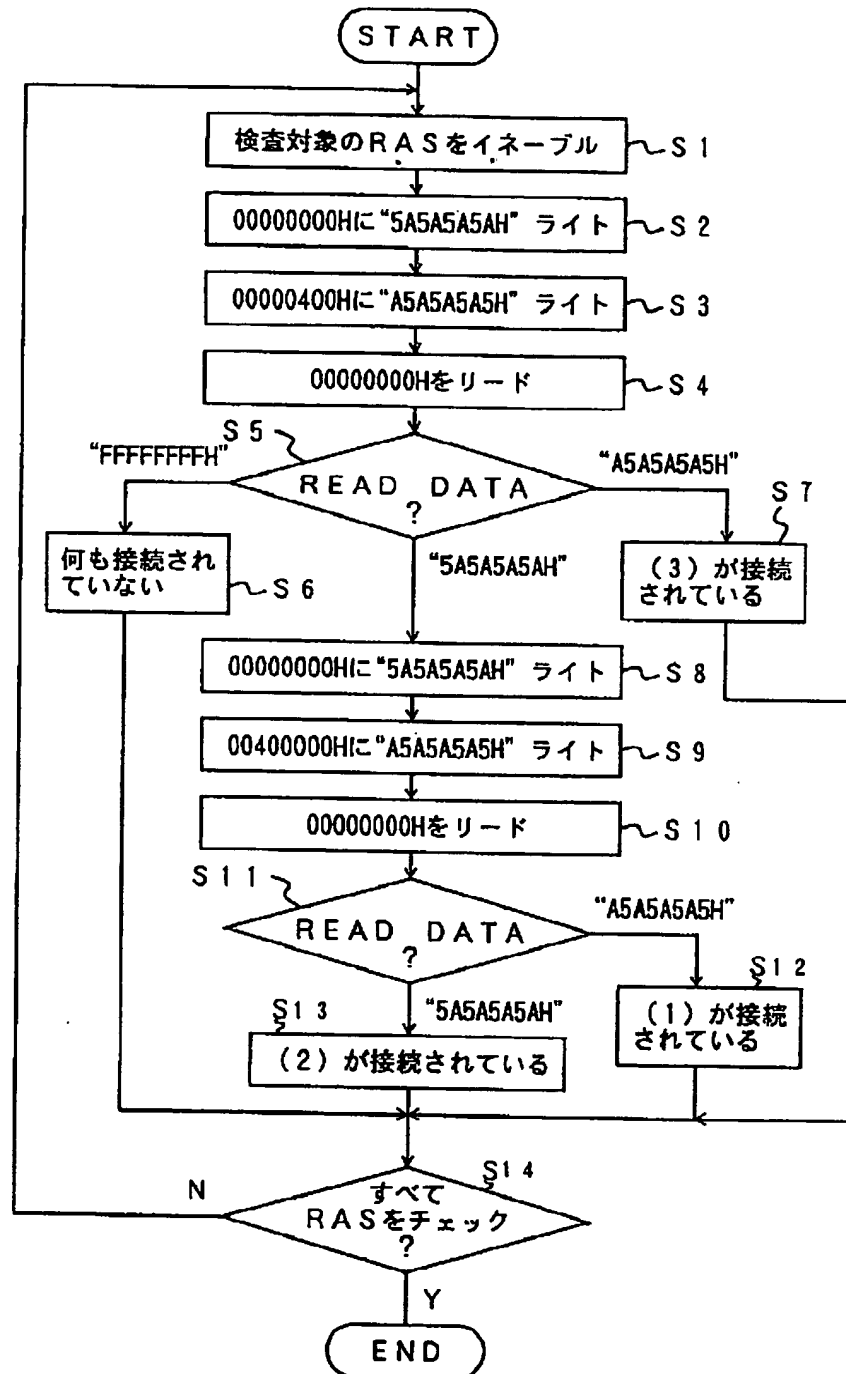 START
検査対象のRASをイネーブル
S1
00000000Hに“5A5A5A5AH” ライト
S2
00000400Hに“A5A5A5A5H” ライト
S3
00000000Hをリード
S4
S5
“FFFFFFFFH”
READ DATA
?
“A5A5A5A5H”
S7
何も接続され
ていない
S6
“5A5A5A5AH”
(3)が接続
されている
00000000Hに“5A5A5A5AH” ライト
S8
00400000Hに“A5A5A5A5H” ライト
S9
00000000Hをリード
S10
S11
READ DATA
?
“A5A5A5A5H”
S12
S13
“5A5A5A5AH”
(1)が接続
されている
(2)が接続されている
S14
N
すべて
RASをチェック
?
Y
END